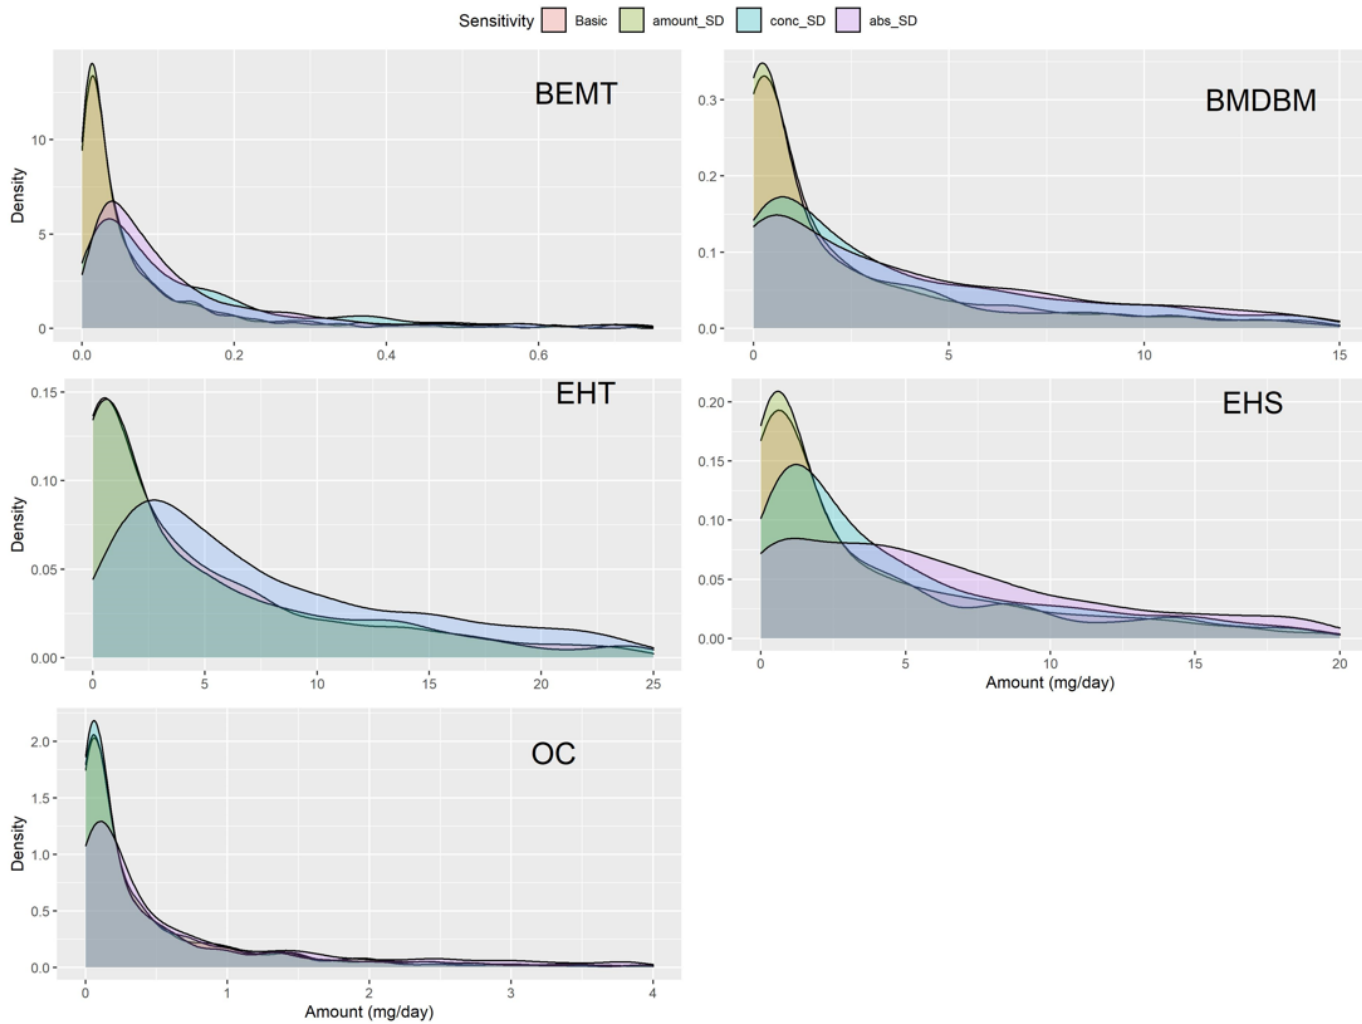 Sensitivity Basic amount_SD conc_SD abs_SD
BEMT
Density
10
5
0
0.0 0.2 0.4 0.6
BMDBM
0.3
0.2
0.1
0.0
0 5 10 15
EHT
Density
0.15
0.10
0.05
0.00
0 5 10 15 20 25
EHS
0.20
0.15
0.10
0.05
0.00
0 5 10 15 20
Amount (mg/day)
OC
Density
2.0
1.5
1.0
0.5
0.0
0 1 2 3 4
Amount (mg/day)